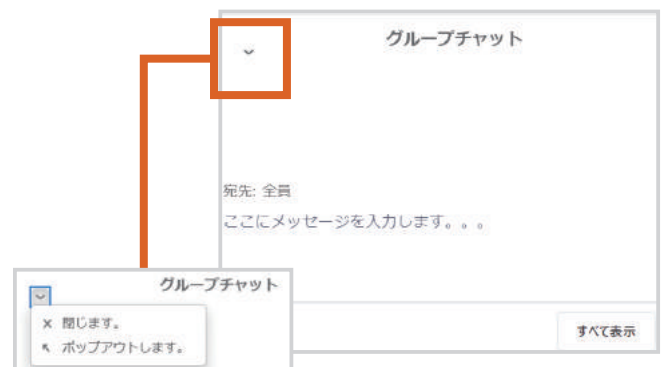 グループチャット
宛先: 全員
ここにメッセージを入力します。。。
すべて表示
グループチャット
閉じます。
ポップアウトします。